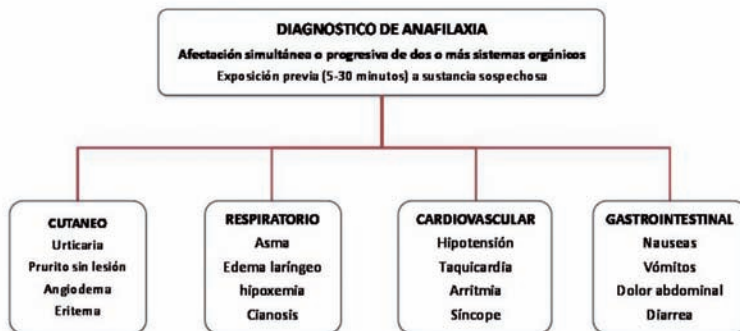 DIAGNOSTICO DE ANAFILAXIA
Afectación simultánea o progresiva de dos o más sistemas orgánicos
Exposición previa (5-30 minutos) a sustancia sospechosa
CUTANEO
Urticaria
Prurito sin lesión
Angiodema
Eritema
RESPIRATORIO
Asma
Edema laríngeo
hipoxemia
Cianosis
CARDIOVASCULAR
Hipotensión
Taquicardia
Arritmia
Síncope
GASTROINTESTINAL
Nauseas
Vómitos
Dolor abdominal
Diarrea